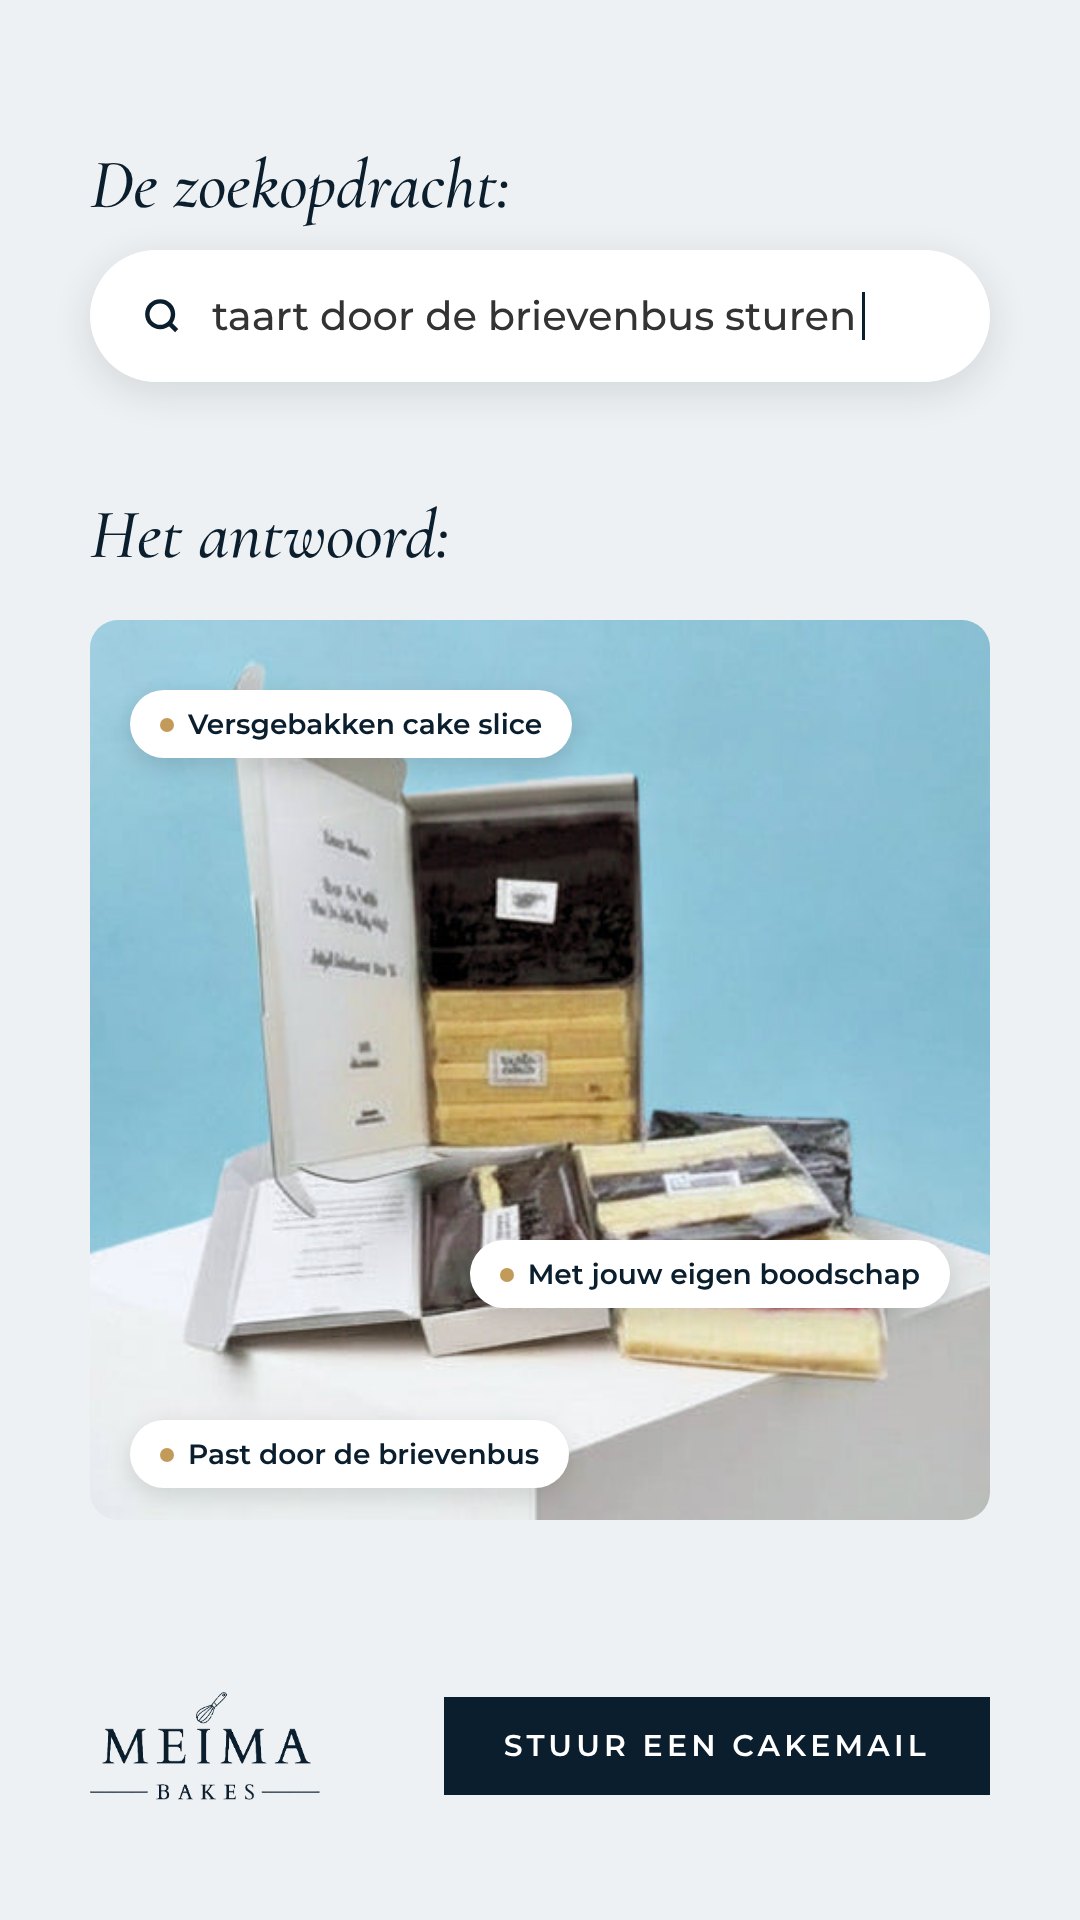 De zoekopdracht:
taart door de brievenbus sturen
Het antwoord:
Versgebakken cake slice
Met jouw eigen boodschap
Past door de brievenbus
MEIMA
BAKES
STUUR EEN CAKEMAIL